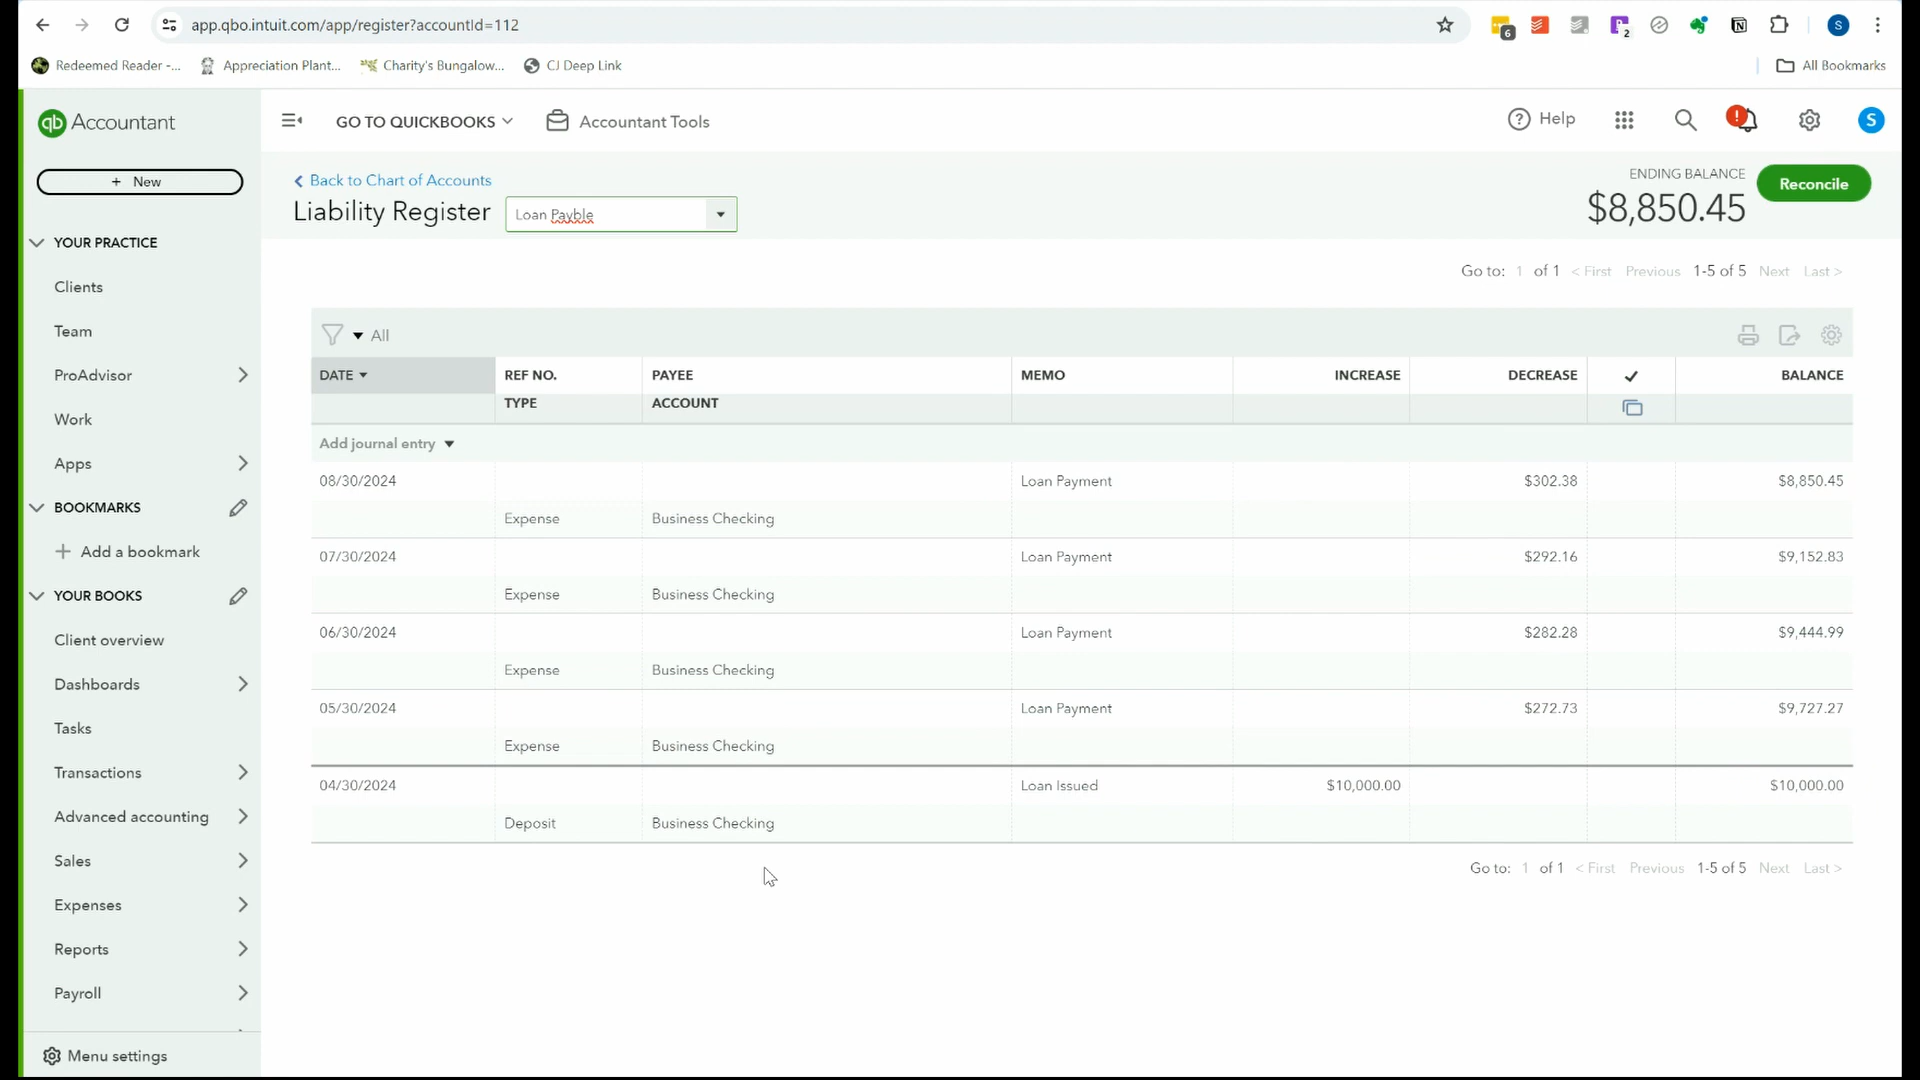 app.qbo.intuit.com/app/register?accountId=112
6
2
S
Redeemed Reader -...
Appreciation Plant...
Charity's Bungalow...
CJ Deep Link
All Bookmarks
qb Accountant
GO TO QUICKBOOKS
Accountant Tools
? Help
!
S
+ New
< Back to Chart of Accounts
Liability Register
Loan Payble
ENDING BALANCE
$8,850.45
Reconcile
YOUR PRACTICE
Clients
Team
ProAdvisor
Work
Apps
BOOKMARKS
+ Add a bookmark
YOUR BOOKS
Client overview
Dashboards
Tasks
Transactions
Advanced accounting
Sales
Expenses
Reports
Payroll
Menu settings
Go to: 1 of 1 < First Previous 1-5 of 5 Next Last >
All
DATE REF NO. PAYEE MEMO INCREASE DECREASE ✓ BALANCE
TYPE ACCOUNT
Add journal entry
08/30/2024 Loan Payment $302.38 $8,850.45
Expense Business Checking
07/30/2024 Loan Payment $292.16 $9,152.83
Expense Business Checking
06/30/2024 Loan Payment $282.28 $9,444.99
Expense Business Checking
05/30/2024 Loan Payment $272.73 $9,727.27
Expense Business Checking
04/30/2024 Loan Issued $10,000.00 $10,000.00
Deposit Business Checking
Go to: 1 of 1 < First Previous 1-5 of 5 Next Last >